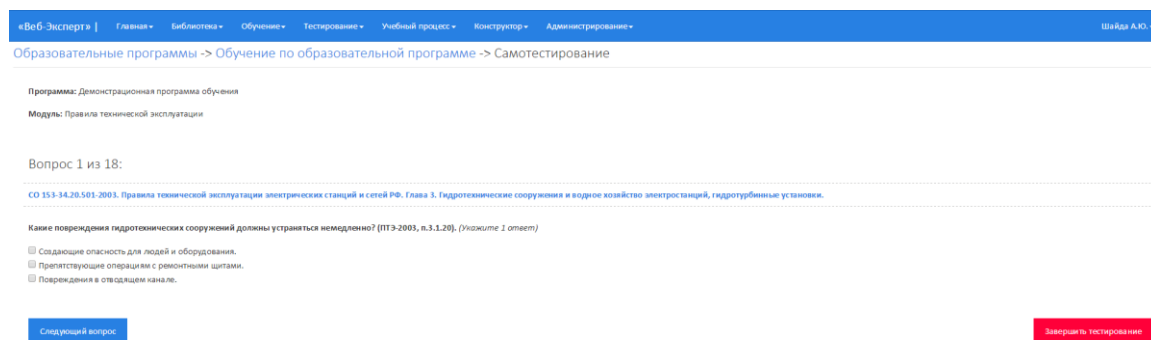 «Веб-Эксперт» | Главная Библиотека Обучение Тестирование Учебный процесс Конструктор Администрирование Шайда А.Ю.
Образовательные программы -> Обучение по образовательной программе -> Самотестирование
Программа: Демонстрационная программа обучения
Модуль: Правила технической эксплуатации
Вопрос 1 из 18:
СО 153-34.20.501-2003. Правила технической эксплуатации электрических станций и сетей РФ. Глава 3. Гидротехнические сооружения и водное хозяйство электростанций, гидротурбинные установки.
Какие повреждения гидротехнических сооружений должны устраняться немедленно? (ПТЭ-2003, п.3.1.20). (Укажите 1 ответ)
Создающие опасность для людей и оборудования.
Препятствующие операциям с ремонтными щитами.
Повреждения в отводящем канале.
Следующий вопрос Завершить тестирование